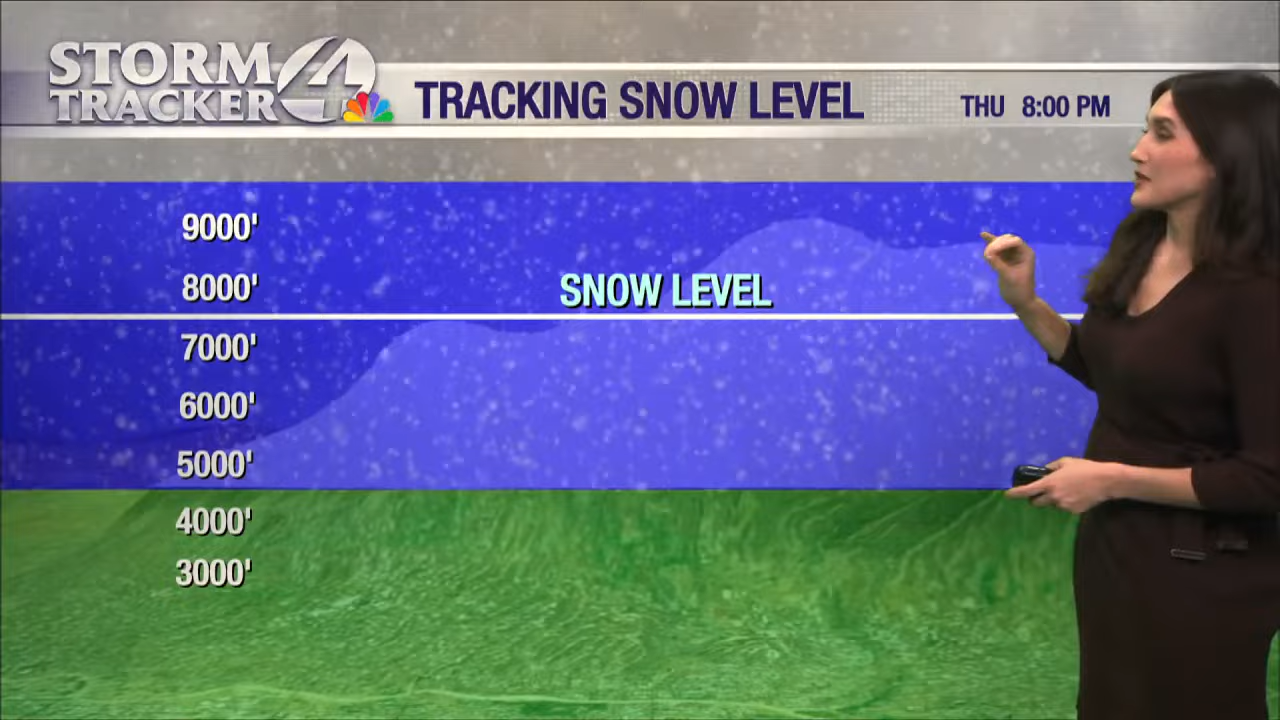 STORM
TRACKER 4
TRACKING SNOW LEVEL
THU 8:00 PM
9000'
8000'
SNOW LEVEL
7000'
6000'
5000'
4000'
3000'